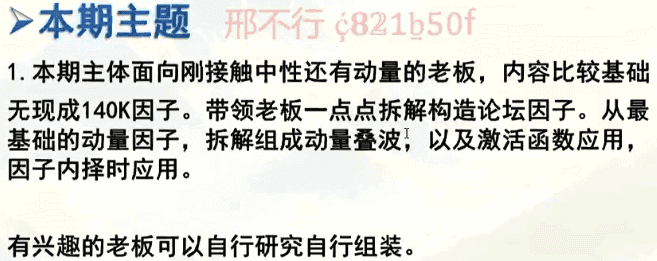 本期主题 邢不行 ḉ821ḇ50f
1.本期主体面向刚接触中性还有动量的老板，内容比较基础
无现成140K因子。带领老板一点点拆解构造论坛因子。从最
基础的动量因子，拆解组成动量叠波，以及激活函数应用，
因子内择时应用。
有兴趣的老板可以自行研究自行组装。